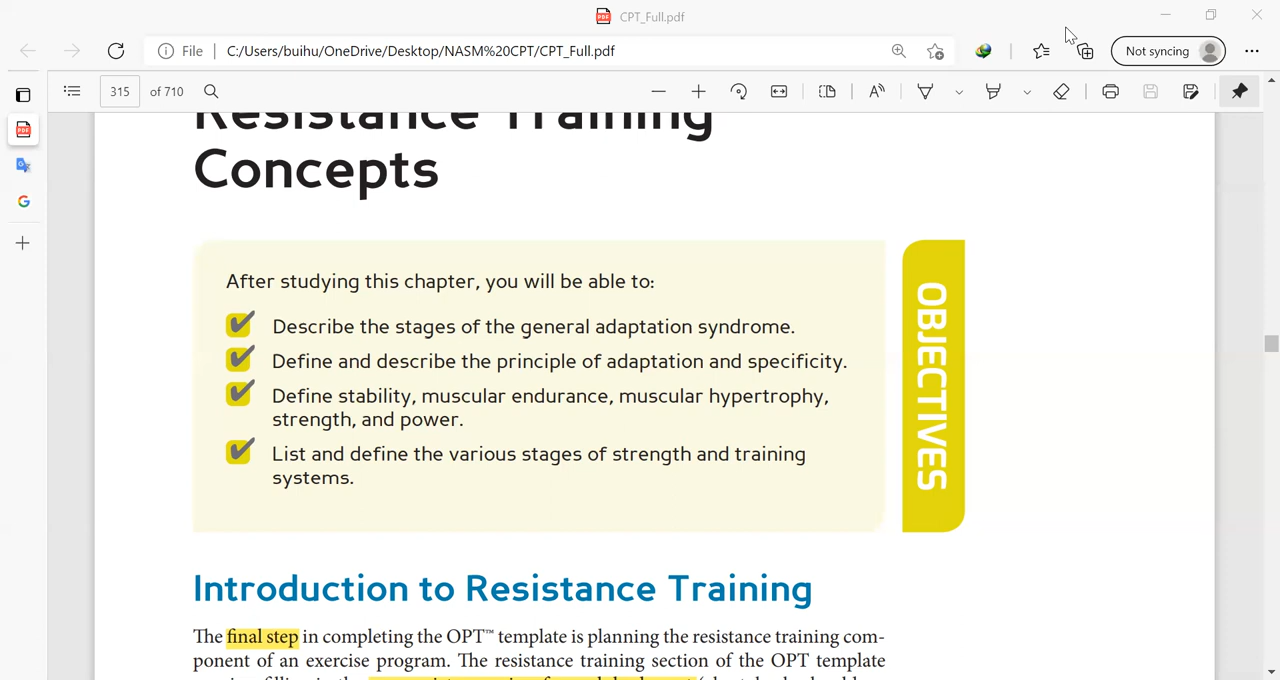 CPT_Full.pdf
File
C:/Users/buihu/OneDrive/Desktop/NASM%20CPT/CPT_Full.pdf
Not syncing
315 of 710
Resistance Training
Concepts
After studying this chapter, you will be able to:
Describe the stages of the general adaptation syndrome.
Define and describe the principle of adaptation and specificity.
Define stability, muscular endurance, muscular hypertrophy,
strength, and power.
List and define the various stages of strength and training
systems.
OBJECTIVES
Introduction to Resistance Training
The final step in completing the OPT™ template is planning the resistance training com-
ponent of an exercise program. The resistance training section of the OPT template